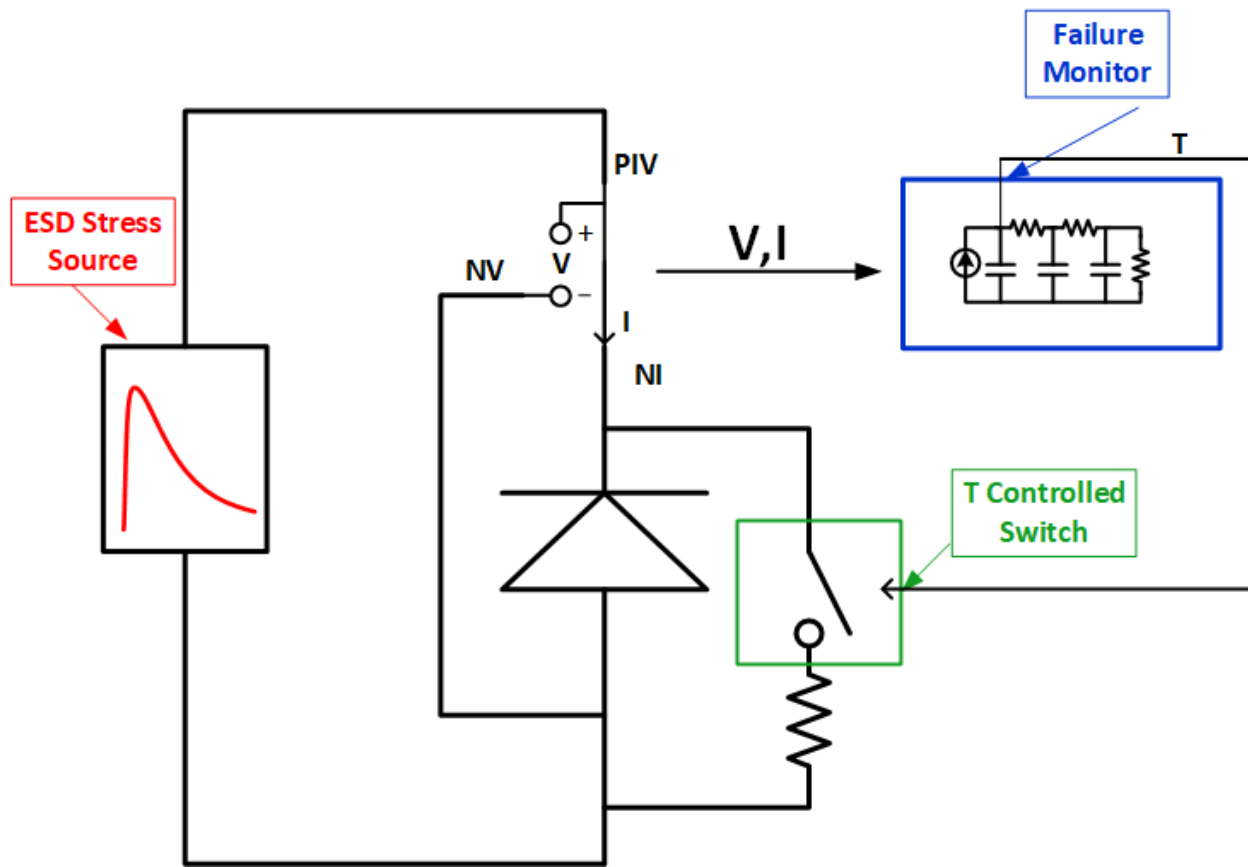 Failure
Monitor
T
PIV
ESD Stress
Source
+
V
NV
−
V,I
I
NI
T Controlled
Switch